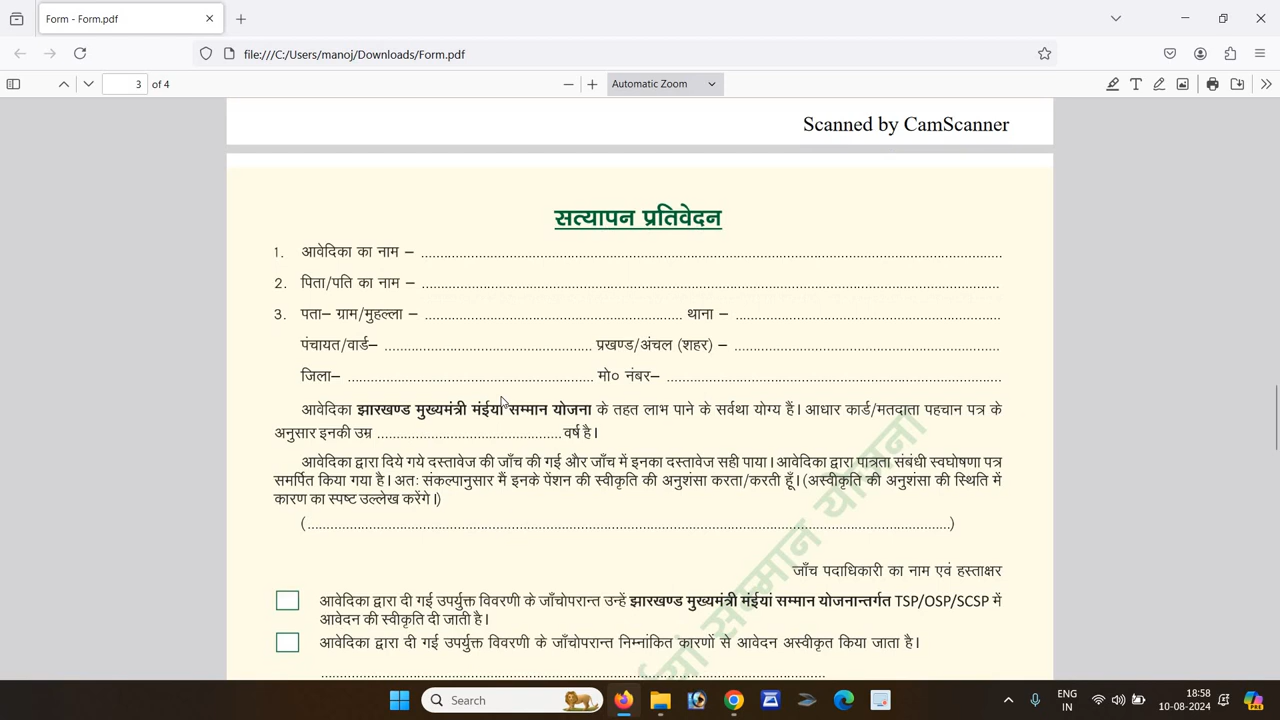 Form - Form.pdf
file:///C:/Users/manoj/Downloads/Form.pdf
3 of 4
Automatic Zoom
Scanned by CamScanner
सत्यापन प्रतिवेदन
1. आवेदिका का नाम – ....................
2. पिता/पति का नाम – ....................
3. पता– ग्राम/मुहल्ला – .................... थाना – ....................
पंचायत/वार्ड– .................... प्रखण्ड/अंचल (शहर) – ....................
जिला– .................... मो० नंबर– ....................
आवेदिका झारखण्ड मुख्यमंत्री मंईयां सम्मान योजना के तहत लाभ पाने के सर्वथा योग्य हैं। आधार कार्ड/मतदाता पहचान पत्र के
अनुसार इनकी उम्र .................... वर्ष है।
आवेदिका द्वारा दिये गये दस्तावेज की जाँच की गई और जाँच में इनका दस्तावेज सही पाया। आवेदिका द्वारा पात्रता संबंधी स्वघोषणा पत्र
समर्पित किया गया है। अतः संकल्पानुसार मैं इनके पेंशन की स्वीकृति की अनुशंसा करता/करती हूँ। (अस्वीकृति की अनुशंसा की स्थिति में
कारण का स्पष्ट उल्लेख करेंगे।)
(....................)
जाँच पदाधिकारी का नाम एवं हस्ताक्षर
आवेदिका द्वारा दी गई उपर्युक्त विवरणी के जाँचोपरान्त उन्हें झारखण्ड मुख्यमंत्री मंईयां सम्मान योजनान्तर्गत TSP/OSP/SCSP में
आवेदन की स्वीकृति दी जाती है।
आवेदिका द्वारा दी गई उपर्युक्त विवरणी के जाँचोपरान्त निम्नांकित कारणों से आवेदन अस्वीकृत किया जाता है।
....................
मंईयां सम्मान योजना
Search
ENG
IN
18:58
10-08-2024